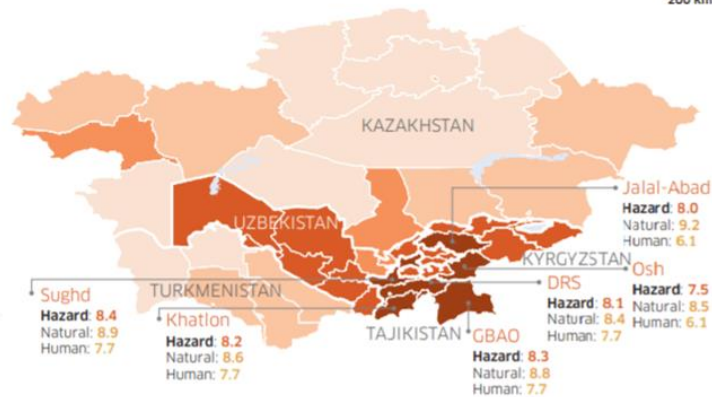 200 km
KAZAKHSTAN
Jalal-Abad
Hazard: 8.0
Natural: 9.2
Human: 6.1
UZBEKISTAN
KYRGYZSTAN
Osh
Hazard: 7.5
Natural: 8.5
Human: 6.1
DRS
Hazard: 8.1
Natural: 8.4
Human: 7.7
TURKMENISTAN
Sughd
Hazard: 8.4
Natural: 8.9
Human: 7.7
Khatlon
Hazard: 8.2
Natural: 8.6
Human: 7.7
TAJIKISTAN
GBAO
Hazard: 8.3
Natural: 8.8
Human: 7.7